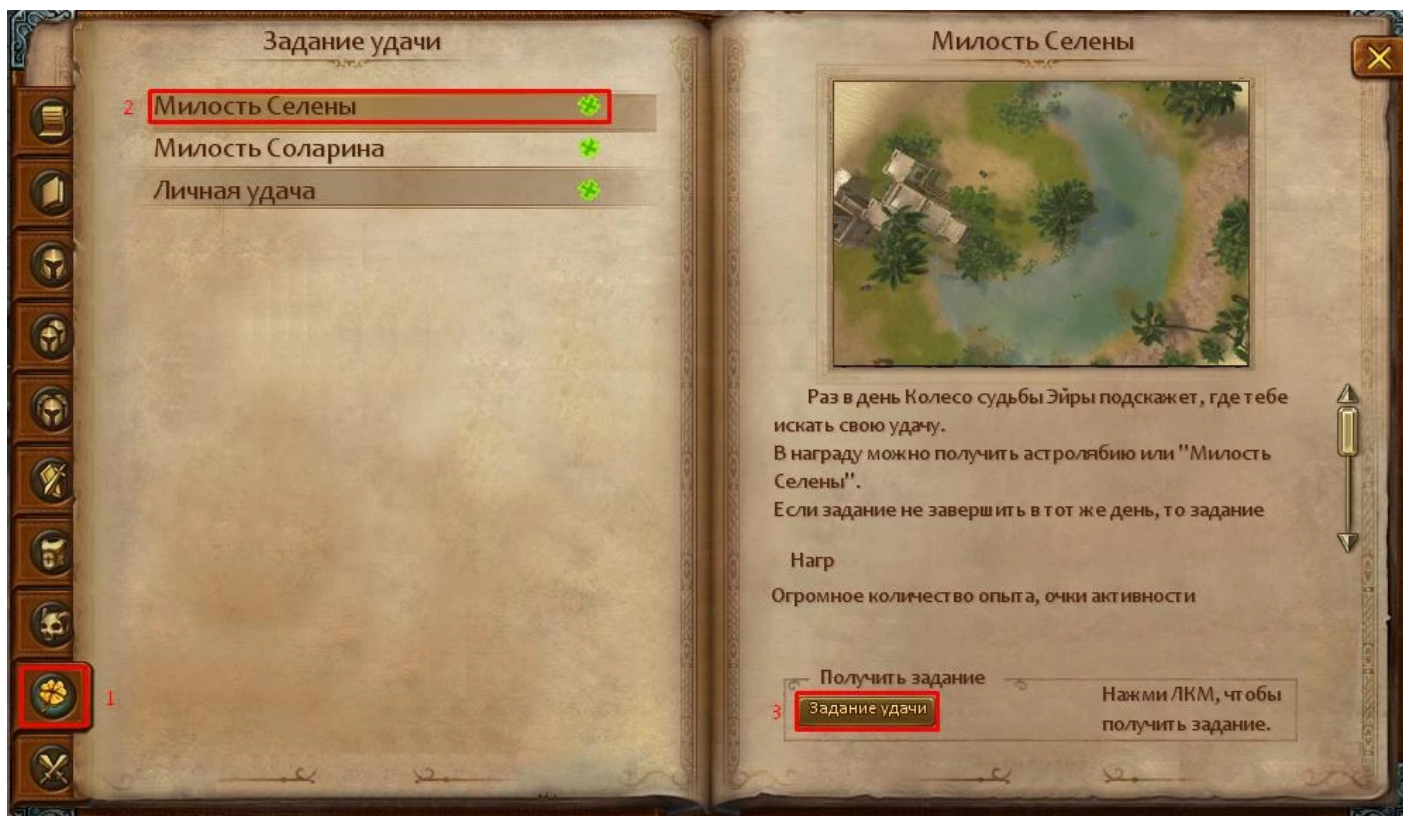 Задание удачи
2 Милость Селены
Милость Соларина
Личная удача
1
Милость Селены
Раз в день Колесо судьбы Эйры подскажет, где тебе
искать свою удачу.
В награду можно получить астролябию или "Милость
Селены".
Если задание не завершить в тот же день, то задание
Нагр
Огромное количество опыта, очки активности
Получить задание
3 Задание удачи
Нажми ЛКМ, чтобы
получить задание.